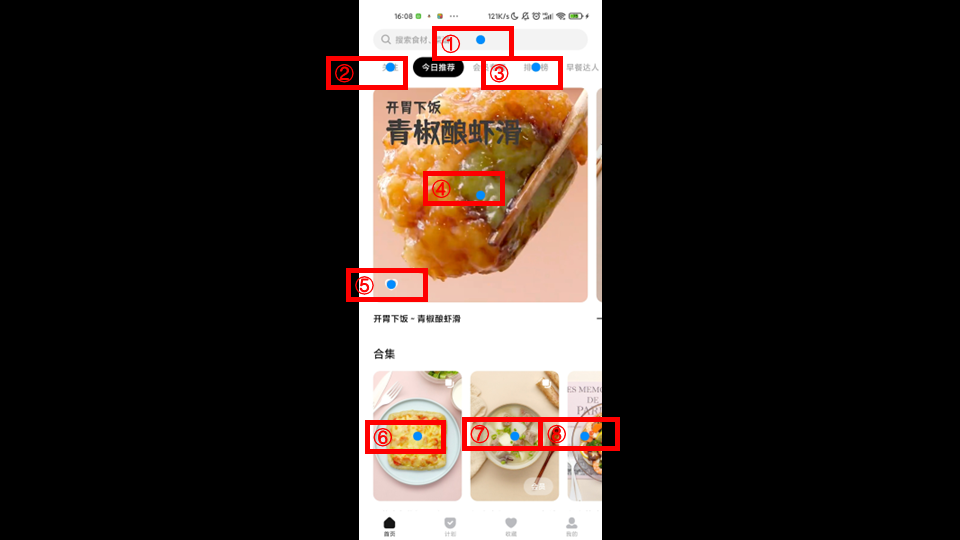 16:08 ··· 121K/s
搜索食材、
①
② 今日推荐 ③ 早餐达人
开胃下饭
青椒酿虾滑
④
⑤
开胃下饭 - 青椒酿虾滑
合集
ES MEMO
DE
PARI
⑥ ⑦ ⑧
首页 计划 收藏 我的